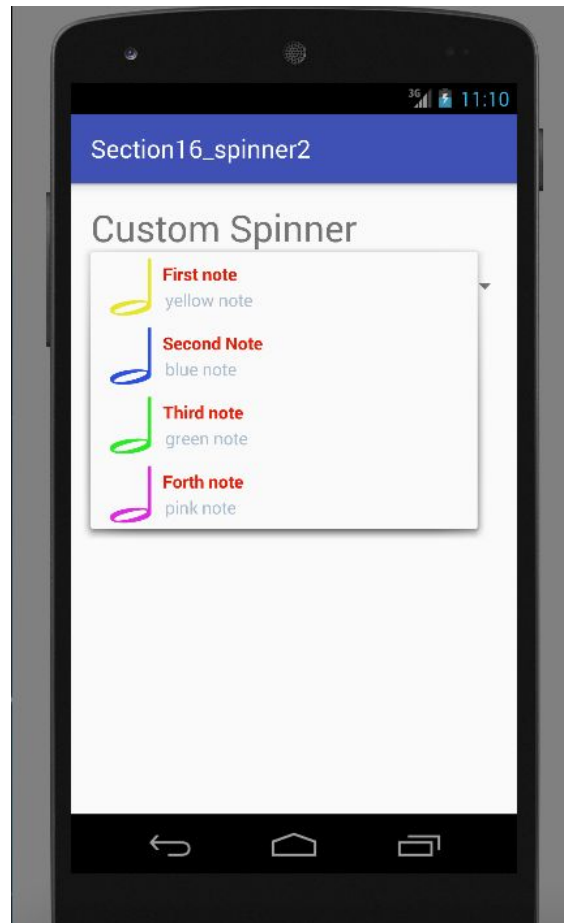 3G 11:10
Section16_spinner2
Custom Spinner
First note
yellow note
Second Note
blue note
Third note
green note
Forth note
pink note